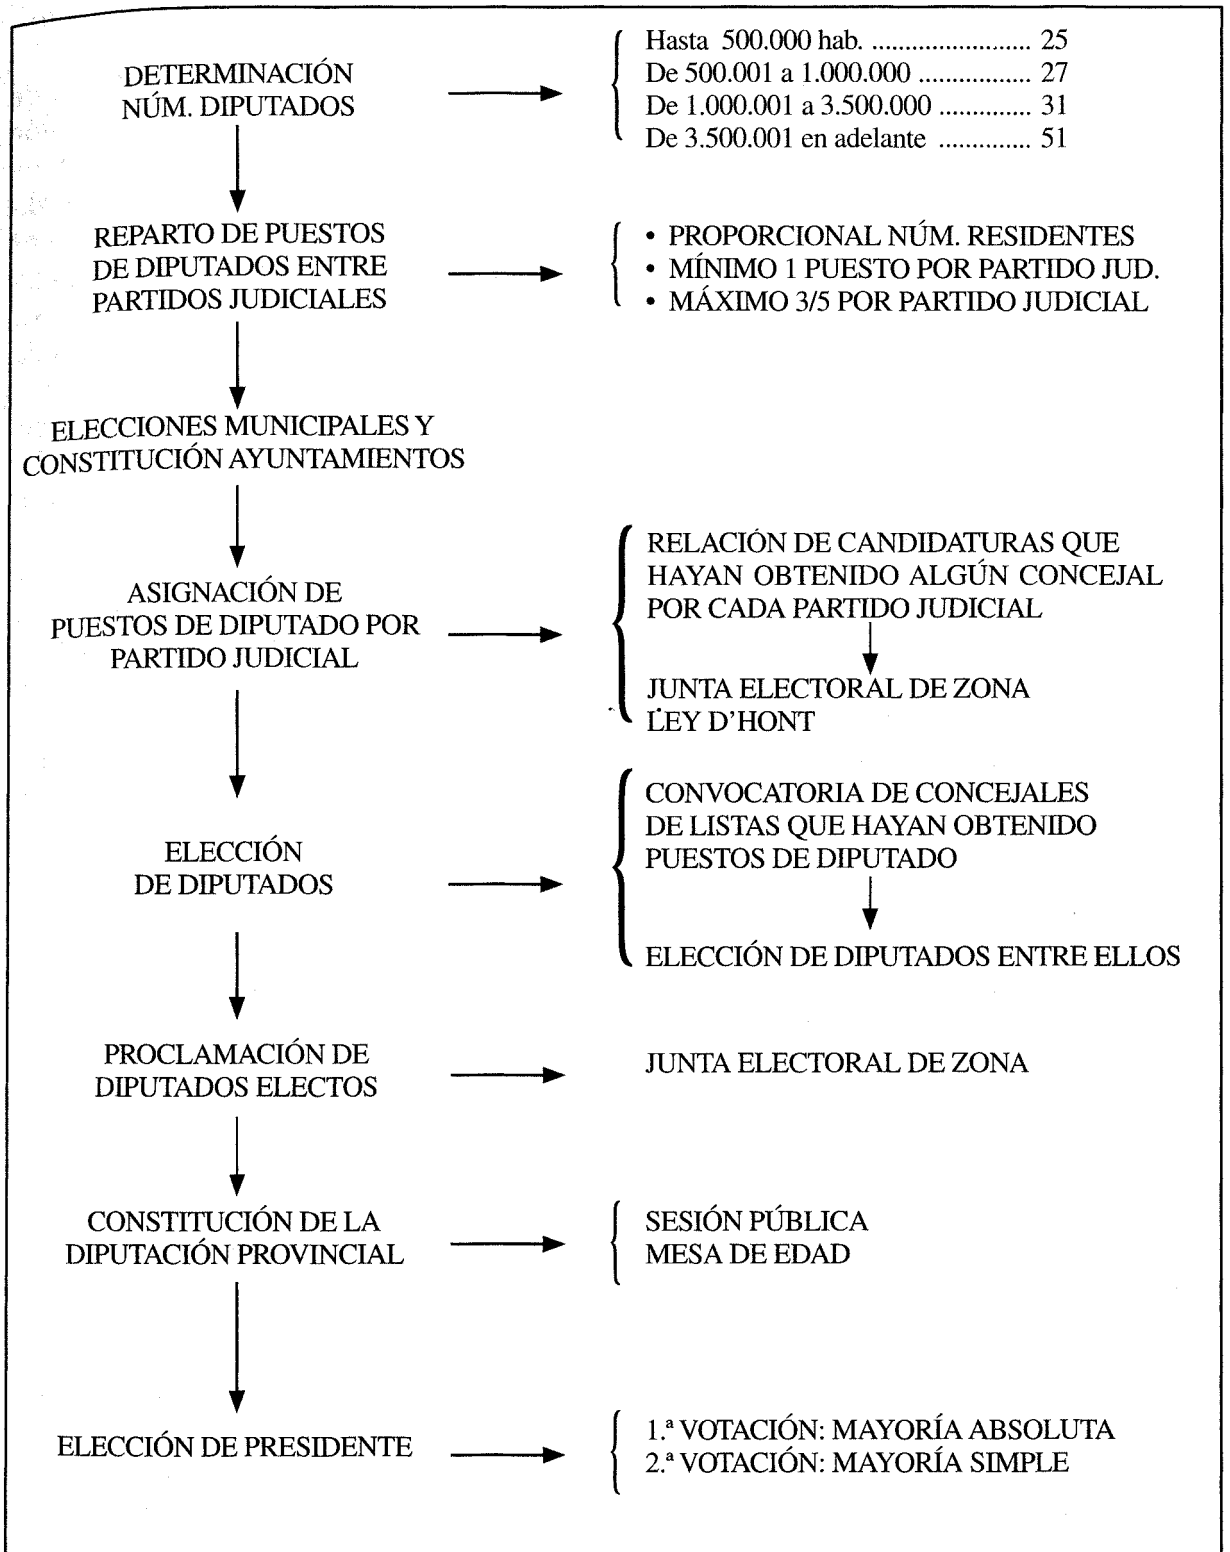 DETERMINACIÓN
NÚM. DIPUTADOS
Hasta 500.000 hab. ...................... 25
De 500.001 a 1.000.000 ................ 27
De 1.000.001 a 3.500.000 ............. 31
De 3.500.001 en adelante ............. 51
REPARTO DE PUESTOS
DE DIPUTADOS ENTRE
PARTIDOS JUDICIALES
• PROPORCIONAL NÚM. RESIDENTES
• MÍNIMO 1 PUESTO POR PARTIDO JUD.
• MÁXIMO 3/5 POR PARTIDO JUDICIAL
ELECCIONES MUNICIPALES Y
CONSTITUCIÓN AYUNTAMIENTOS
ASIGNACIÓN DE
PUESTOS DE DIPUTADO POR
PARTIDO JUDICIAL
RELACIÓN DE CANDIDATURAS QUE
HAYAN OBTENIDO ALGÚN CONCEJAL
POR CADA PARTIDO JUDICIAL
JUNTA ELECTORAL DE ZONA
LEY D'HONT
ELECCIÓN
DE DIPUTADOS
CONVOCATORIA DE CONCEJALES
DE LISTAS QUE HAYAN OBTENIDO
PUESTOS DE DIPUTADO
ELECCIÓN DE DIPUTADOS ENTRE ELLOS
PROCLAMACIÓN DE
DIPUTADOS ELECTOS
JUNTA ELECTORAL DE ZONA
CONSTITUCIÓN DE LA
DIPUTACIÓN PROVINCIAL
SESIÓN PÚBLICA
MESA DE EDAD
ELECCIÓN DE PRESIDENTE
1.ª VOTACIÓN: MAYORÍA ABSOLUTA
2.ª VOTACIÓN: MAYORÍA SIMPLE